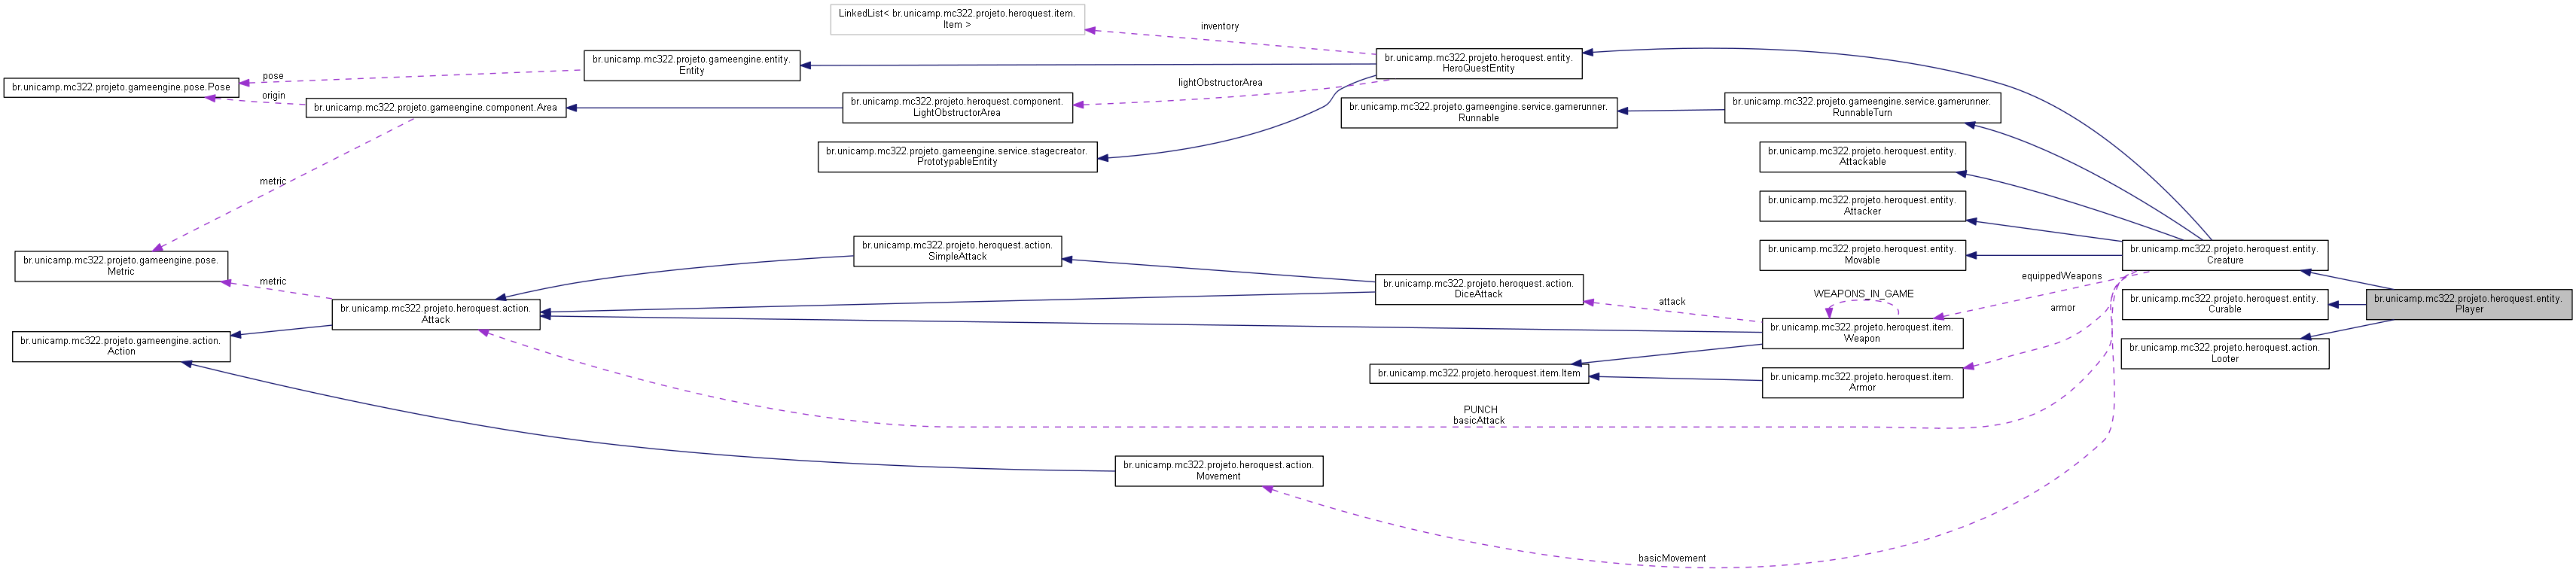 LinkedList< br.unicamp.mc322.projeto.heroquest.item.
Item >
inventory
br.unicamp.mc322.projeto.gameengine.entity.
Entity
br.unicamp.mc322.projeto.heroquest.entity.
HeroQuestEntity
pose
br.unicamp.mc322.projeto.gameengine.pose.Pose
lightObstructorArea
origin
br.unicamp.mc322.projeto.gameengine.component.Area
br.unicamp.mc322.projeto.heroquest.component.
LightObstructorArea
br.unicamp.mc322.projeto.gameengine.service.gamerunner.
Runnable
br.unicamp.mc322.projeto.gameengine.service.gamerunner.
RunnableTurn
br.unicamp.mc322.projeto.gameengine.service.stagecreator.
PrototypableEntity
br.unicamp.mc322.projeto.heroquest.entity.
Attackable
metric
br.unicamp.mc322.projeto.heroquest.entity.
Attacker
br.unicamp.mc322.projeto.gameengine.pose.
Metric
br.unicamp.mc322.projeto.heroquest.action.
SimpleAttack
br.unicamp.mc322.projeto.heroquest.entity.
Movable
br.unicamp.mc322.projeto.heroquest.entity.
Creature
metric
br.unicamp.mc322.projeto.heroquest.action.
DiceAttack
equippedWeapons
WEAPONS_IN_GAME
attack
armor
br.unicamp.mc322.projeto.heroquest.entity.
Curable
br.unicamp.mc322.projeto.heroquest.entity.
Player
br.unicamp.mc322.projeto.heroquest.action.
Attack
br.unicamp.mc322.projeto.heroquest.item.
Weapon
br.unicamp.mc322.projeto.gameengine.action.
Action
br.unicamp.mc322.projeto.heroquest.action.
Looter
br.unicamp.mc322.projeto.heroquest.item.Item
br.unicamp.mc322.projeto.heroquest.item.
Armor
PUNCH
basicAttack
br.unicamp.mc322.projeto.heroquest.action.
Movement
basicMovement